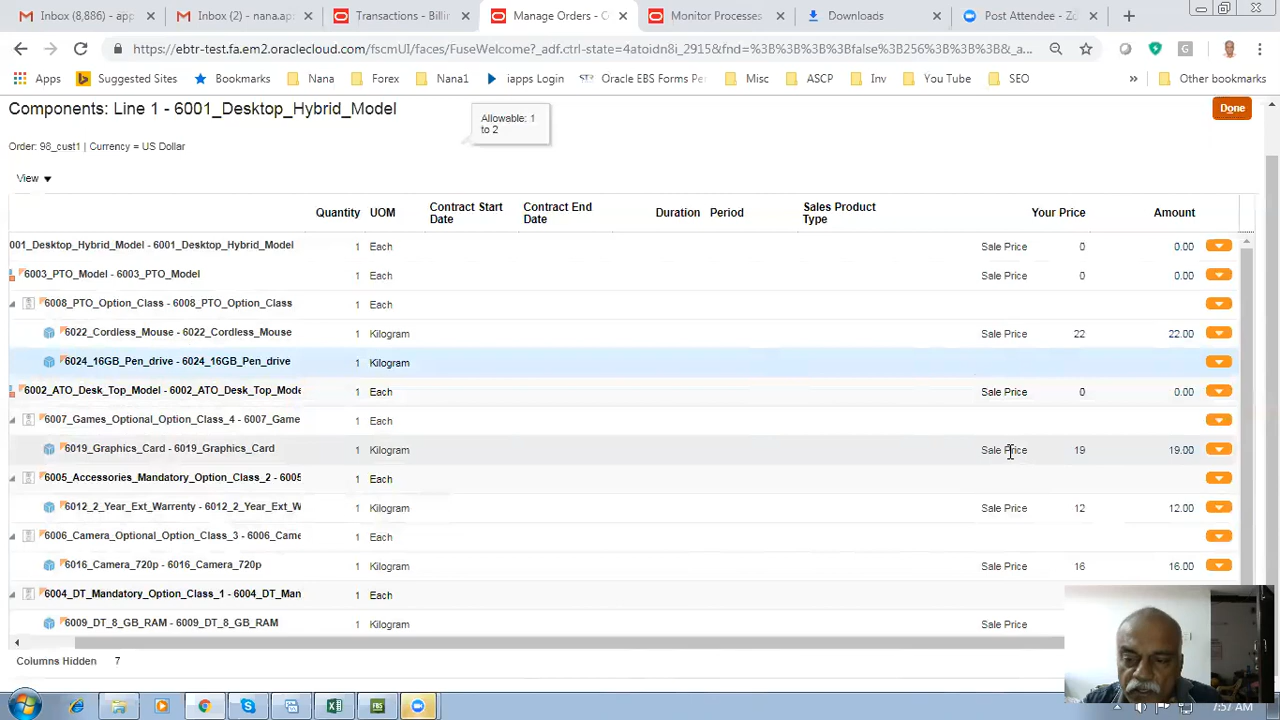 Inbox (6,886) - app
Inbox (2) - nana.ap
Transactions - Billi
Manage Orders - C
Monitor Processes
Downloads
Post Attendee - Zo
https://ebtr-test.fa.em2.oraclecloud.com/fscmUI/faces/FuseWelcome?_adf.ctrl-state=4atoidn8i_2915&fnd=%3B%3B%3B%3Bfalse%3B256%3B%3B%3B&_a...
Apps
Suggested Sites
Bookmarks
Nana
Forex
Nana1
iapps Login
Oracle EBS Forms Pe
Misc
ASCP
Inv
You Tube
SEO
Other bookmarks
Components: Line 1 - 6001_Desktop_Hybrid_Model
Allowable: 1
to 2
Done
Order: 98_cust1 | Currency = US Dollar
View
Quantity UOM Contract Start Date Contract End Date Duration Period Sales Product Type Your Price Amount
001_Desktop_Hybrid_Model - 6001_Desktop_Hybrid_Model 1 Each Sale Price 0 0.00
6003_PTO_Model - 6003_PTO_Model 1 Each Sale Price 0 0.00
6008_PTO_Option_Class - 6008_PTO_Option_Class 1 Each
6022_Cordless_Mouse - 6022_Cordless_Mouse 1 Kilogram Sale Price 22 22.00
6024_16GB_Pen_drive - 6024_16GB_Pen_drive 1 Kilogram
6002_ATO_Desk_Top_Model - 6002_ATO_Desk_Top_Mode 1 Each Sale Price 0 0.00
6007_Games_Optional_Option_Class_4 - 6007_Game 1 Each
6019_Graphics_Card - 6019_Graphics_Card 1 Kilogram Sale Price 19 19.00
6005_Accessories_Mandatory_Option_Class_2 - 6005 1 Each
6012_2_Year_Ext_Warrenty - 6012_2_Year_Ext_W 1 Kilogram Sale Price 12 12.00
6006_Camera_Optional_Option_Class_3 - 6006_Came 1 Each
6016_Camera_720p - 6016_Camera_720p 1 Kilogram Sale Price 16 16.00
6004_DT_Mandatory_Option_Class_1 - 6004_DT_Man 1 Each
6009_DT_8_GB_RAM - 6009_DT_8_GB_RAM 1 Kilogram Sale Price
Columns Hidden 7
7:57 AM